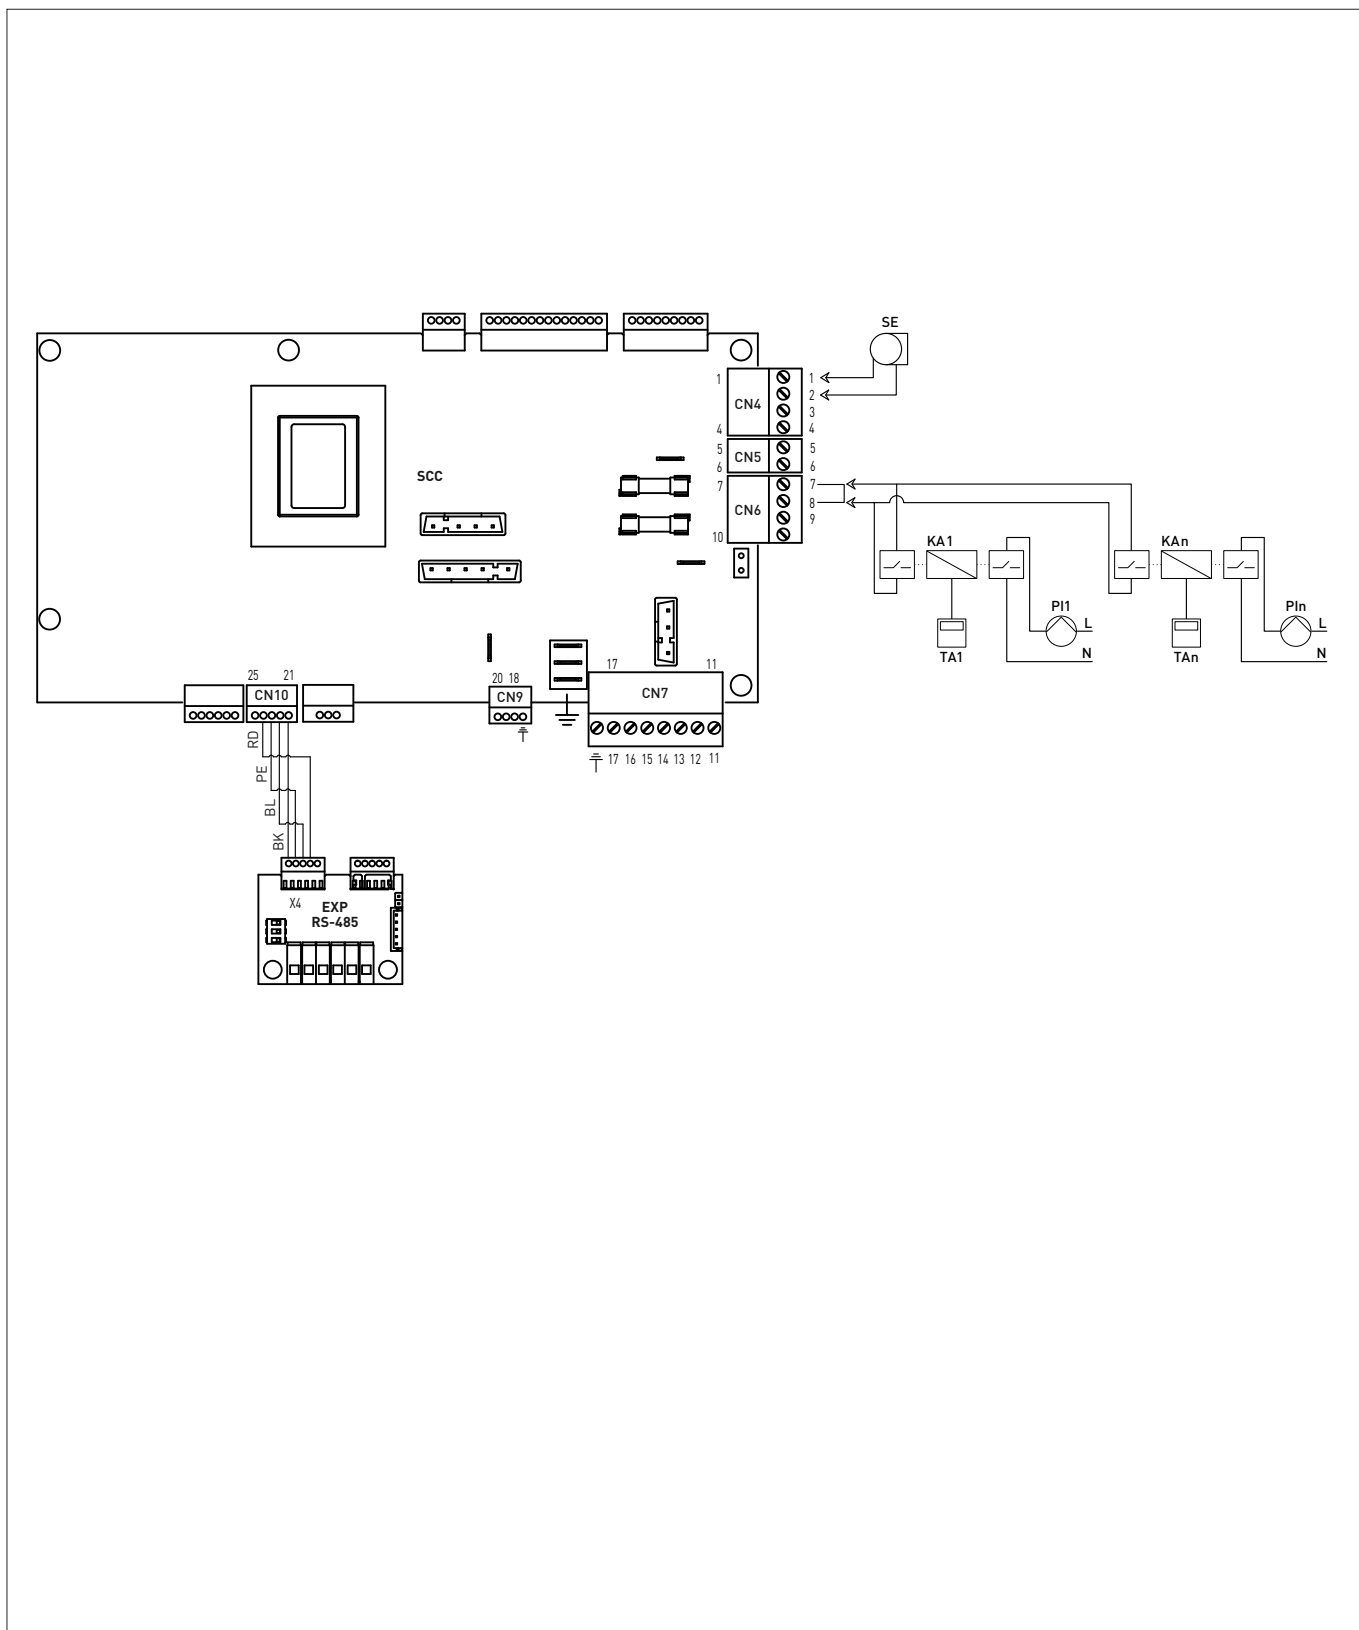 SE
1 1
2
CN4
3
4 4
5 5
CN5
6 6
SCC
7 7
8
CN6
9
10
KA1
KAn
PI1
L
N
TA1
PIn
L
N
TAn
25 21
CN10
20 18
CN9
17 11
CN7
17 16 15 14 13 12 11
RD
PE
BL
BK
X4
EXP
RS-485